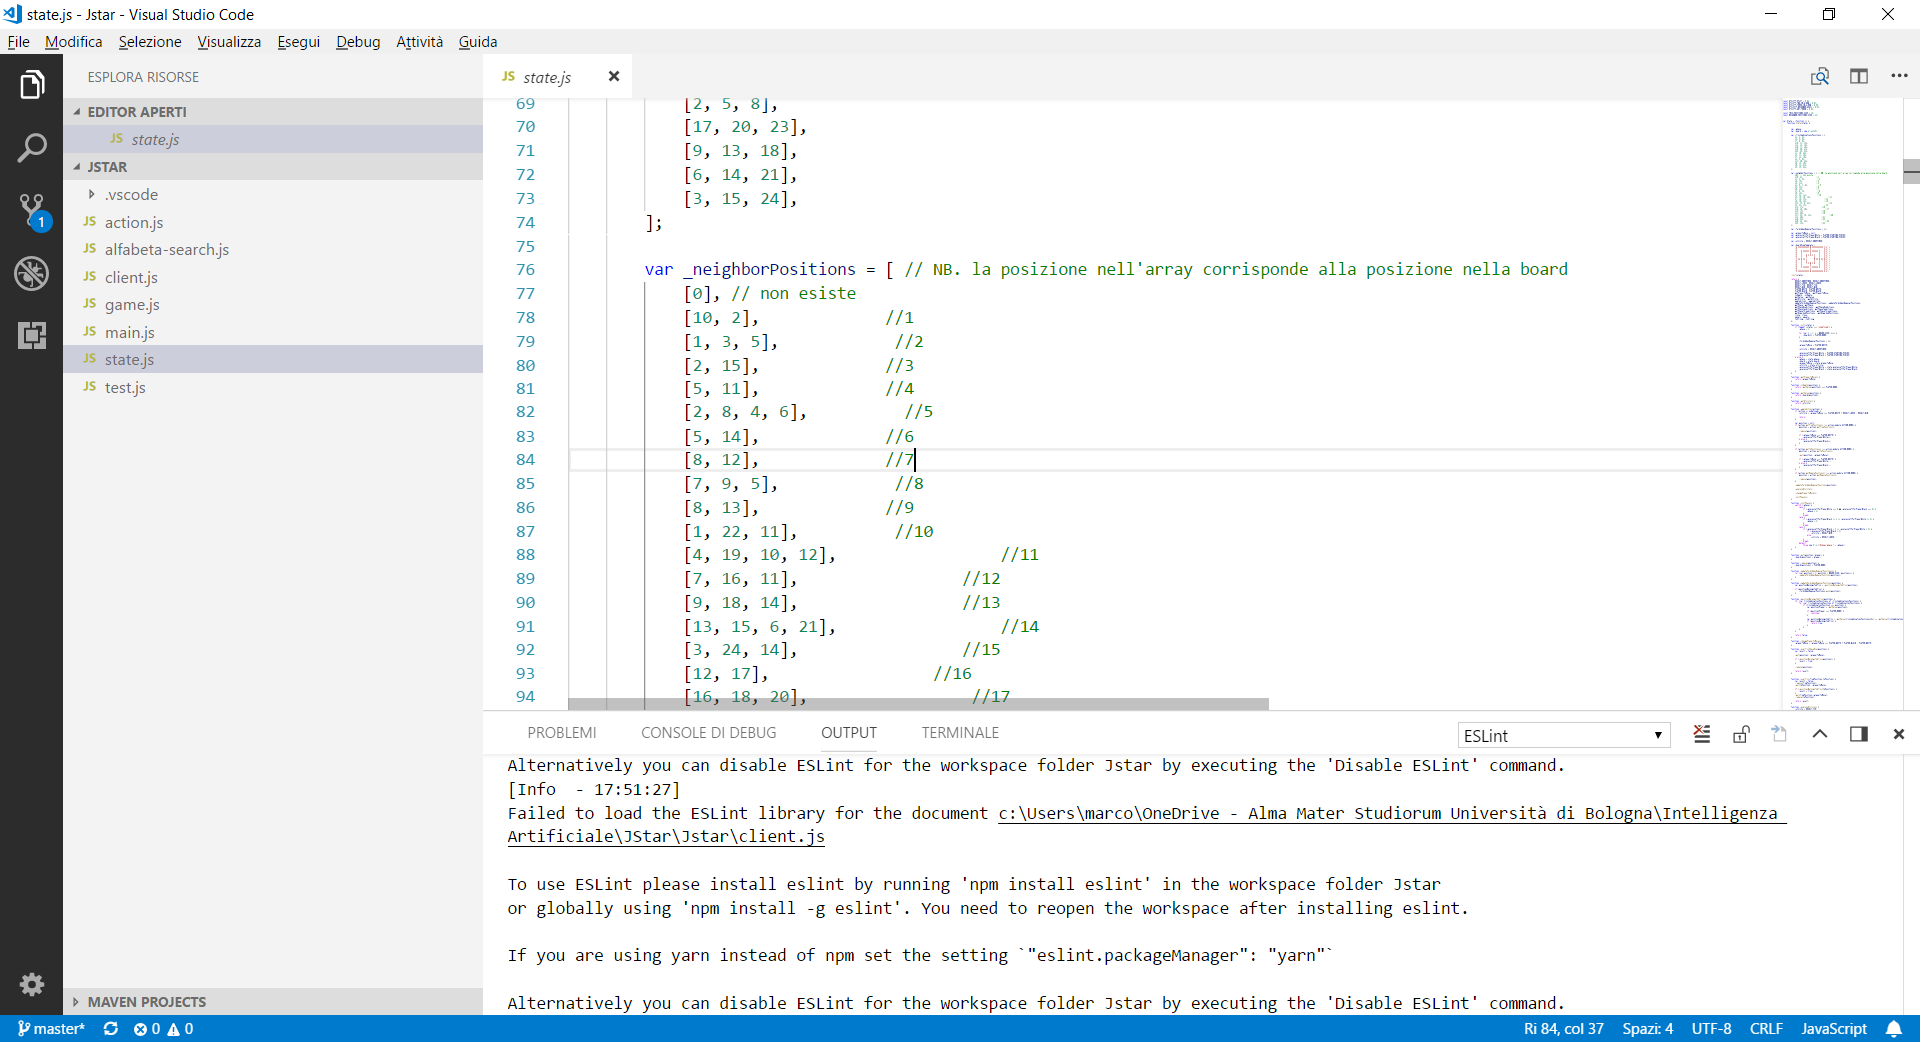 state.js - Jstar - Visual Studio Code
File Modifica Selezione Visualizza Esegui Debug Attività Guida
ESPLORA RISORSE
EDITOR APERTI
JS state.js
JSTAR
.vscode
JS action.js
JS alfabeta-search.js
JS client.js
JS game.js
JS main.js
JS state.js
JS test.js
MAVEN PROJECTS
1
JS state.js
69 [2, 5, 8],
70 [17, 20, 23],
71 [9, 13, 18],
72 [6, 14, 21],
73 [3, 15, 24],
74 ];
75
76 var _neighborPositions = [ // NB. la posizione nell'array corrisponde alla posizione nella board
77 [0], // non esiste
78 [10, 2], //1
79 [1, 3, 5], //2
80 [2, 15], //3
81 [5, 11], //4
82 [2, 8, 4, 6], //5
83 [5, 14], //6
84 [8, 12], //7
85 [7, 9, 5], //8
86 [8, 13], //9
87 [1, 22, 11], //10
88 [4, 19, 10, 12], //11
89 [7, 16, 11], //12
90 [9, 18, 14], //13
91 [13, 15, 6, 21], //14
92 [3, 24, 14], //15
93 [12, 17], //16
94 [16, 18, 20], //17
PROBLEMI CONSOLE DI DEBUG OUTPUT TERMINALE ESLint
Alternatively you can disable ESLint for the workspace folder Jstar by executing the 'Disable ESLint' command.
[Info  - 17:51:27]
Failed to load the ESLint library for the document c:\Users\marco\OneDrive - Alma Mater Studiorum Università di Bologna\Intelligenza
Artificiale\JStar\Jstar\client.js
To use ESLint please install eslint by running 'npm install eslint' in the workspace folder Jstar
or globally using 'npm install -g eslint'. You need to reopen the workspace after installing eslint.
If you are using yarn instead of npm set the setting `"eslint.packageManager": "yarn"`
Alternatively you can disable ESLint for the workspace folder Jstar by executing the 'Disable ESLint' command.
master* 0 0 Ri 84, col 37 Spazi: 4 UTF-8 CRLF JavaScript